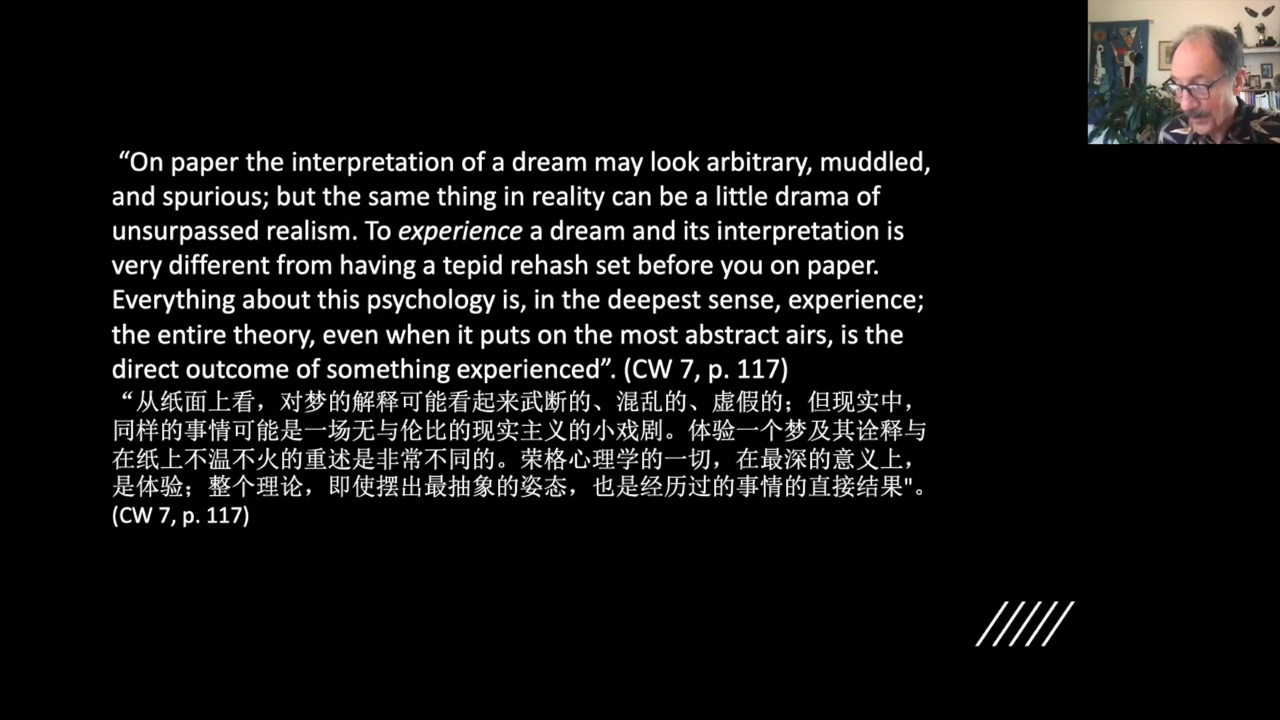 “On paper the interpretation of a dream may look arbitrary, muddled,
and spurious; but the same thing in reality can be a little drama of
unsurpassed realism. To experience a dream and its interpretation is
very different from having a tepid rehash set before you on paper.
Everything about this psychology is, in the deepest sense, experience;
the entire theory, even when it puts on the most abstract airs, is the
direct outcome of something experienced”. (CW 7, p. 117)
“从纸面上看，对梦的解释可能看起来武断的、混乱的、虚假的；但现实中，
同样的事情可能是一场无与伦比的现实主义的小戏剧。体验一个梦及其诠释与
在纸上不温不火的重述是非常不同的。荣格心理学的一切，在最深的意义上，
是体验；整个理论，即使摆出最抽象的姿态，也是经历过的事情的直接结果"。
(CW 7, p. 117)